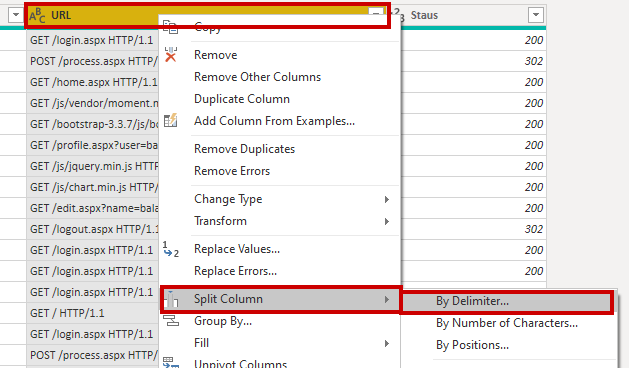 ABC URL 123 Staus
Copy
GET /login.aspx HTTP/1.1 200
Remove
POST /process.aspx HTTP/ 302
Remove Other Columns
GET /home.aspx HTTP/1.1 200
Duplicate Column
GET /js/vendor/moment.m 200
Add Column From Examples...
GET /bootstrap-3.3.7/js/bo 200
Remove Duplicates
GET /profile.aspx?user=ba 200
Remove Errors
GET /js/jquery.min.js HTTP/ 200
Change Type
GET /js/chart.min.js HTTP/1 200
Transform
GET /edit.aspx?name=bala 200
GET /logout.aspx HTTP/1.1 302
Replace Values...
GET /login.aspx HTTP/1.1 200
Replace Errors...
GET /login.aspx HTTP/1.1 200
GET /login.aspx HTTP/1.1
Split Column
By Delimiter...
GET / HTTP/1.1
Group By...
By Number of Characters...
GET /login.aspx HTTP/1.1
Fill
By Positions...
POST /process.aspx HTTP/
Unpivot Columns